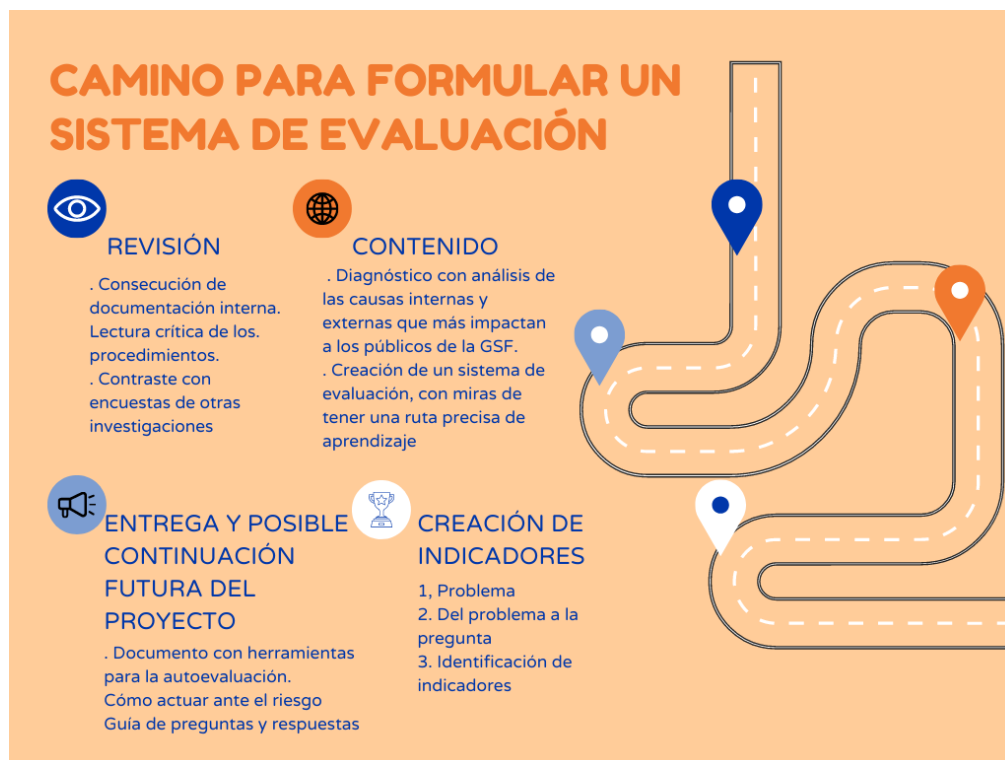 CAMINO PARA FORMULAR UN
SISTEMA DE EVALUACIÓN
REVISIÓN
. Consecución de
documentación interna.
Lectura crítica de los.
procedimientos.
. Contraste con
encuestas de otras
investigaciones
CONTENIDO
. Diagnóstico con análisis de
las causas internas y
externas que más impactan
a los públicos de la GSF.
. Creación de un sistema de
evaluación, con miras de
tener una ruta precisa de
aprendizaje
ENTREGA Y POSIBLE
CONTINUACIÓN
FUTURA DEL
PROYECTO
. Documento con herramientas
para la autoevaluación.
Cómo actuar ante el riesgo
Guía de preguntas y respuestas
CREACIÓN DE
INDICADORES
1, Problema
2. Del problema a la
pregunta
3. Identificación de
indicadores